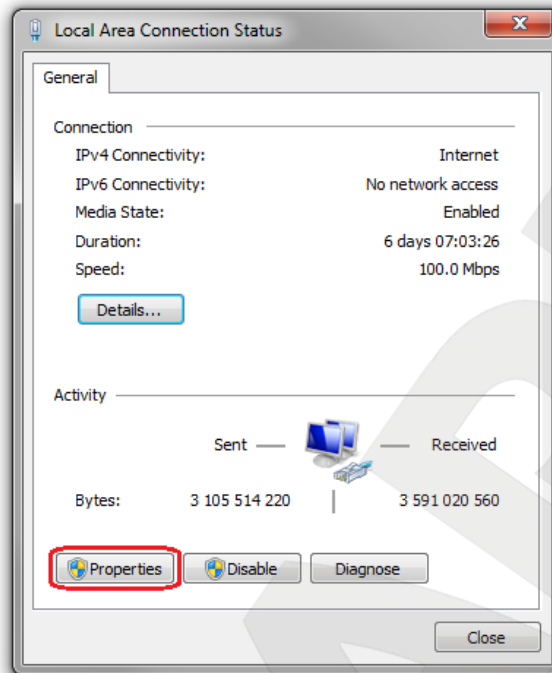 Local Area Connection Status
General
Connection
IPv4 Connectivity: Internet
IPv6 Connectivity: No network access
Media State: Enabled
Duration: 6 days 07:03:26
Speed: 100.0 Mbps
Details...
Activity
Sent Received
Bytes: 3 105 514 220 3 591 020 560
Properties Disable Diagnose
Close